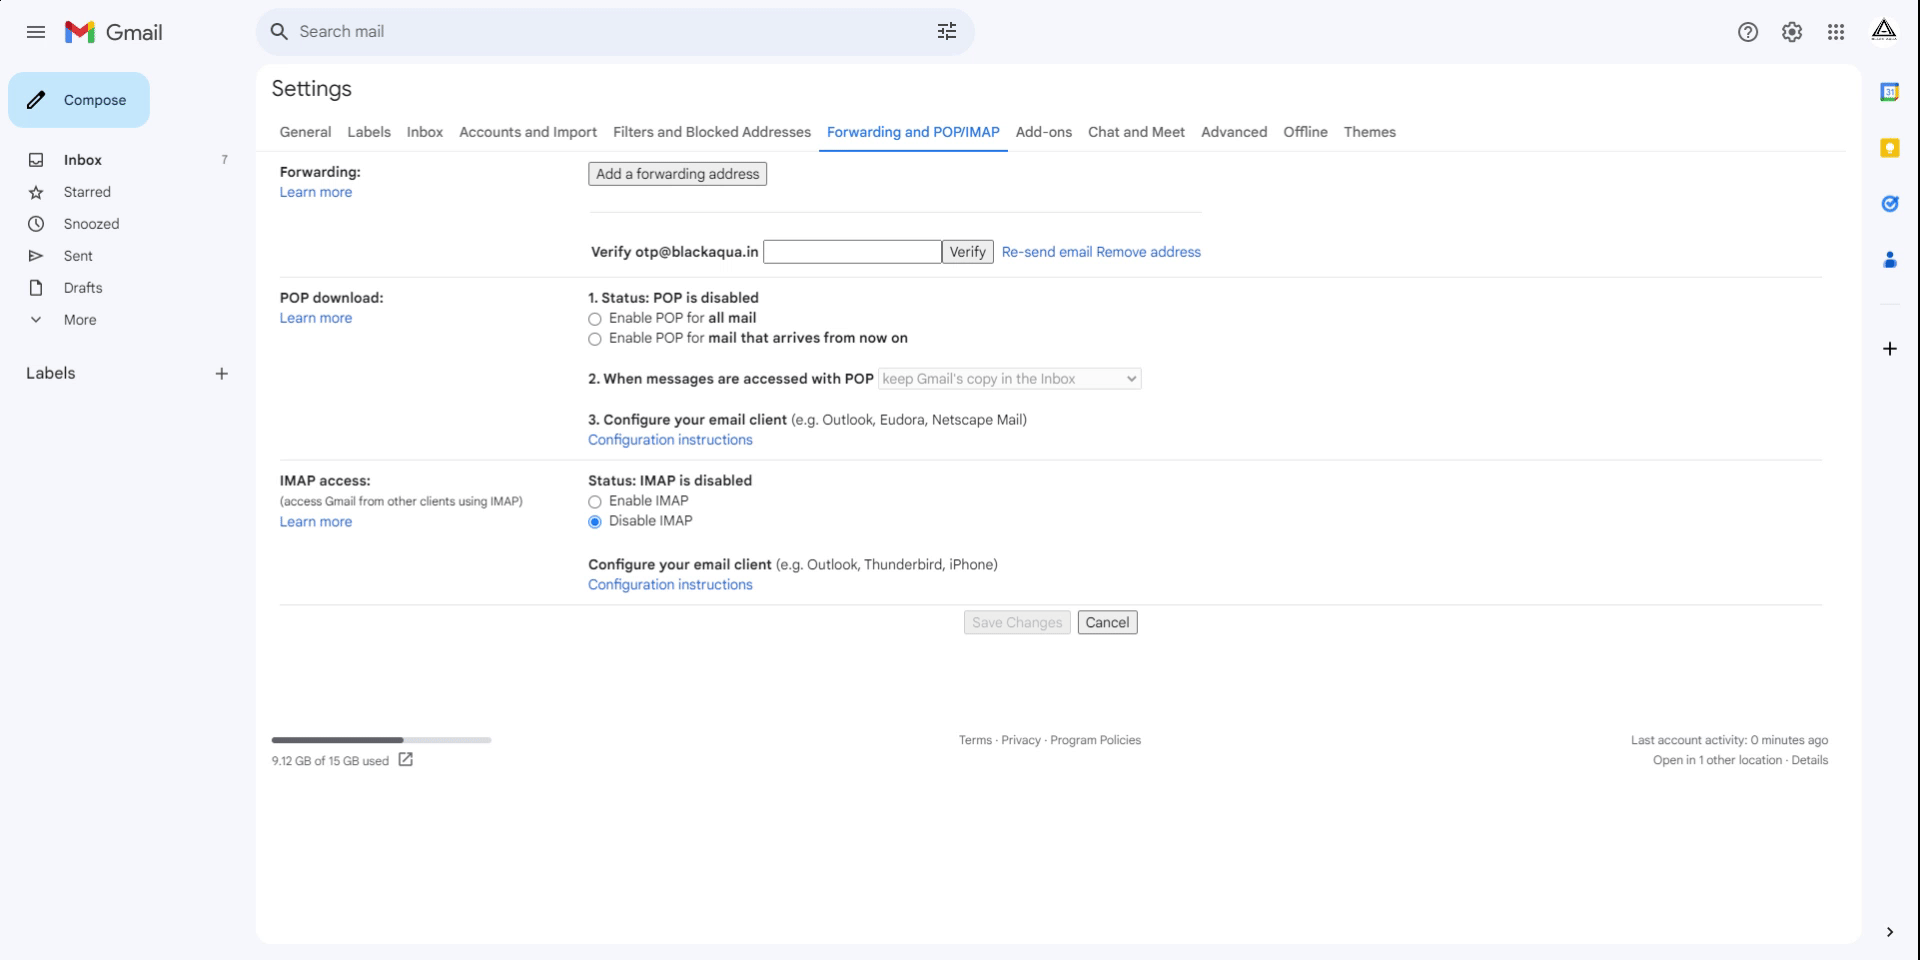 Gmail
Search mail
Compose
Inbox 7
Starred
Snoozed
Sent
Drafts
More
Labels
Settings
General Labels Inbox Accounts and Import Filters and Blocked Addresses Forwarding and POP/IMAP Add-ons Chat and Meet Advanced Offline Themes
Forwarding:
Learn more
Add a forwarding address
Verify otp@blackaqua.in Verify Re-send email Remove address
POP download:
Learn more
1. Status: POP is disabled
Enable POP for all mail
Enable POP for mail that arrives from now on
2. When messages are accessed with POP keep Gmail's copy in the Inbox
3. Configure your email client (e.g. Outlook, Eudora, Netscape Mail)
Configuration instructions
IMAP access:
(access Gmail from other clients using IMAP)
Learn more
Status: IMAP is disabled
Enable IMAP
Disable IMAP
Configure your email client (e.g. Outlook, Thunderbird, iPhone)
Configuration instructions
Save Changes Cancel
9.12 GB of 15 GB used
Terms · Privacy · Program Policies
Last account activity: 0 minutes ago
Open in 1 other location · Details
31